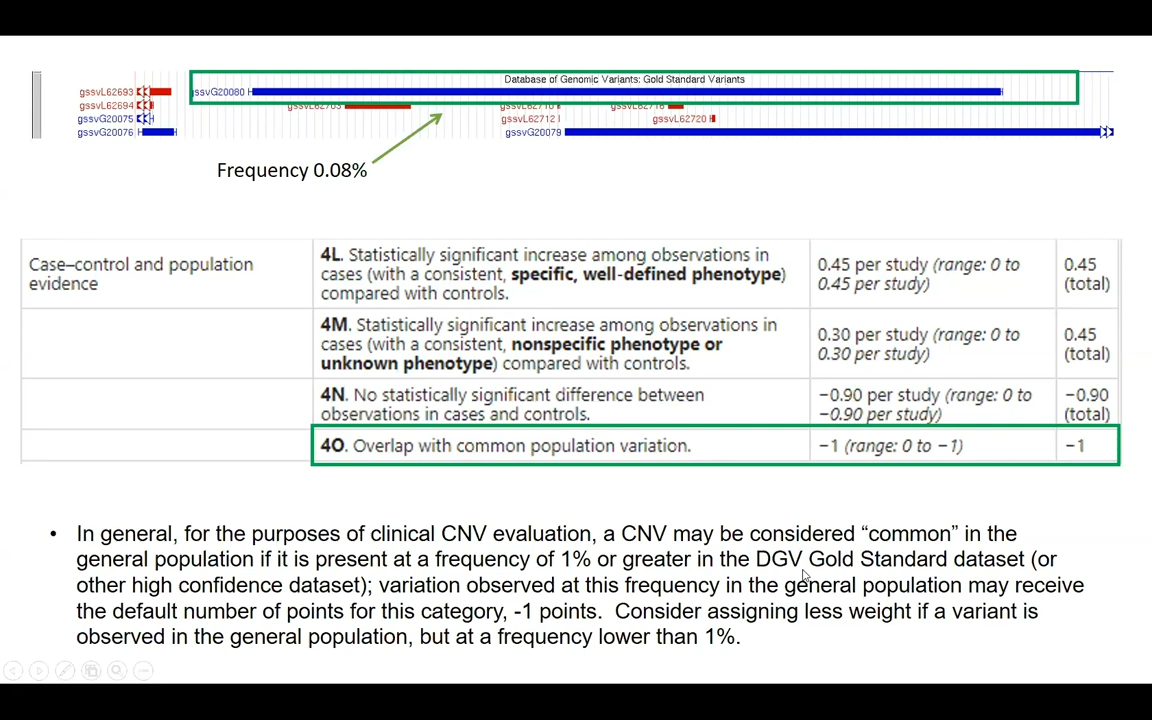 Database of Genomic Variants: Gold Standard Variants
gssvL62693
gssvG20080
gssvL62694
gssvL62703
gssvL62710
gssvL62716
gssvG20075
gssvL62712
gssvL62720
gssvG20076
gssvG20079
Frequency 0.08%
Case–control and population
evidence
4L. Statistically significant increase among observations in
cases (with a consistent, specific, well-defined phenotype)
compared with controls.
0.45 per study (range: 0 to
0.45 per study)
0.45
(total)
4M. Statistically significant increase among observations in
cases (with a consistent, nonspecific phenotype or
unknown phenotype) compared with controls.
0.30 per study (range: 0 to
0.30 per study)
0.45
(total)
4N. No statistically significant difference between
observations in cases and controls.
−0.90 per study (range: 0 to
−0.90 per study)
−0.90
(total)
4O. Overlap with common population variation.
−1 (range: 0 to −1)
−1
• In general, for the purposes of clinical CNV evaluation, a CNV may be considered “common” in the
general population if it is present at a frequency of 1% or greater in the DGV Gold Standard dataset (or
other high confidence dataset); variation observed at this frequency in the general population may receive
the default number of points for this category, -1 points. Consider assigning less weight if a variant is
observed in the general population, but at a frequency lower than 1%.